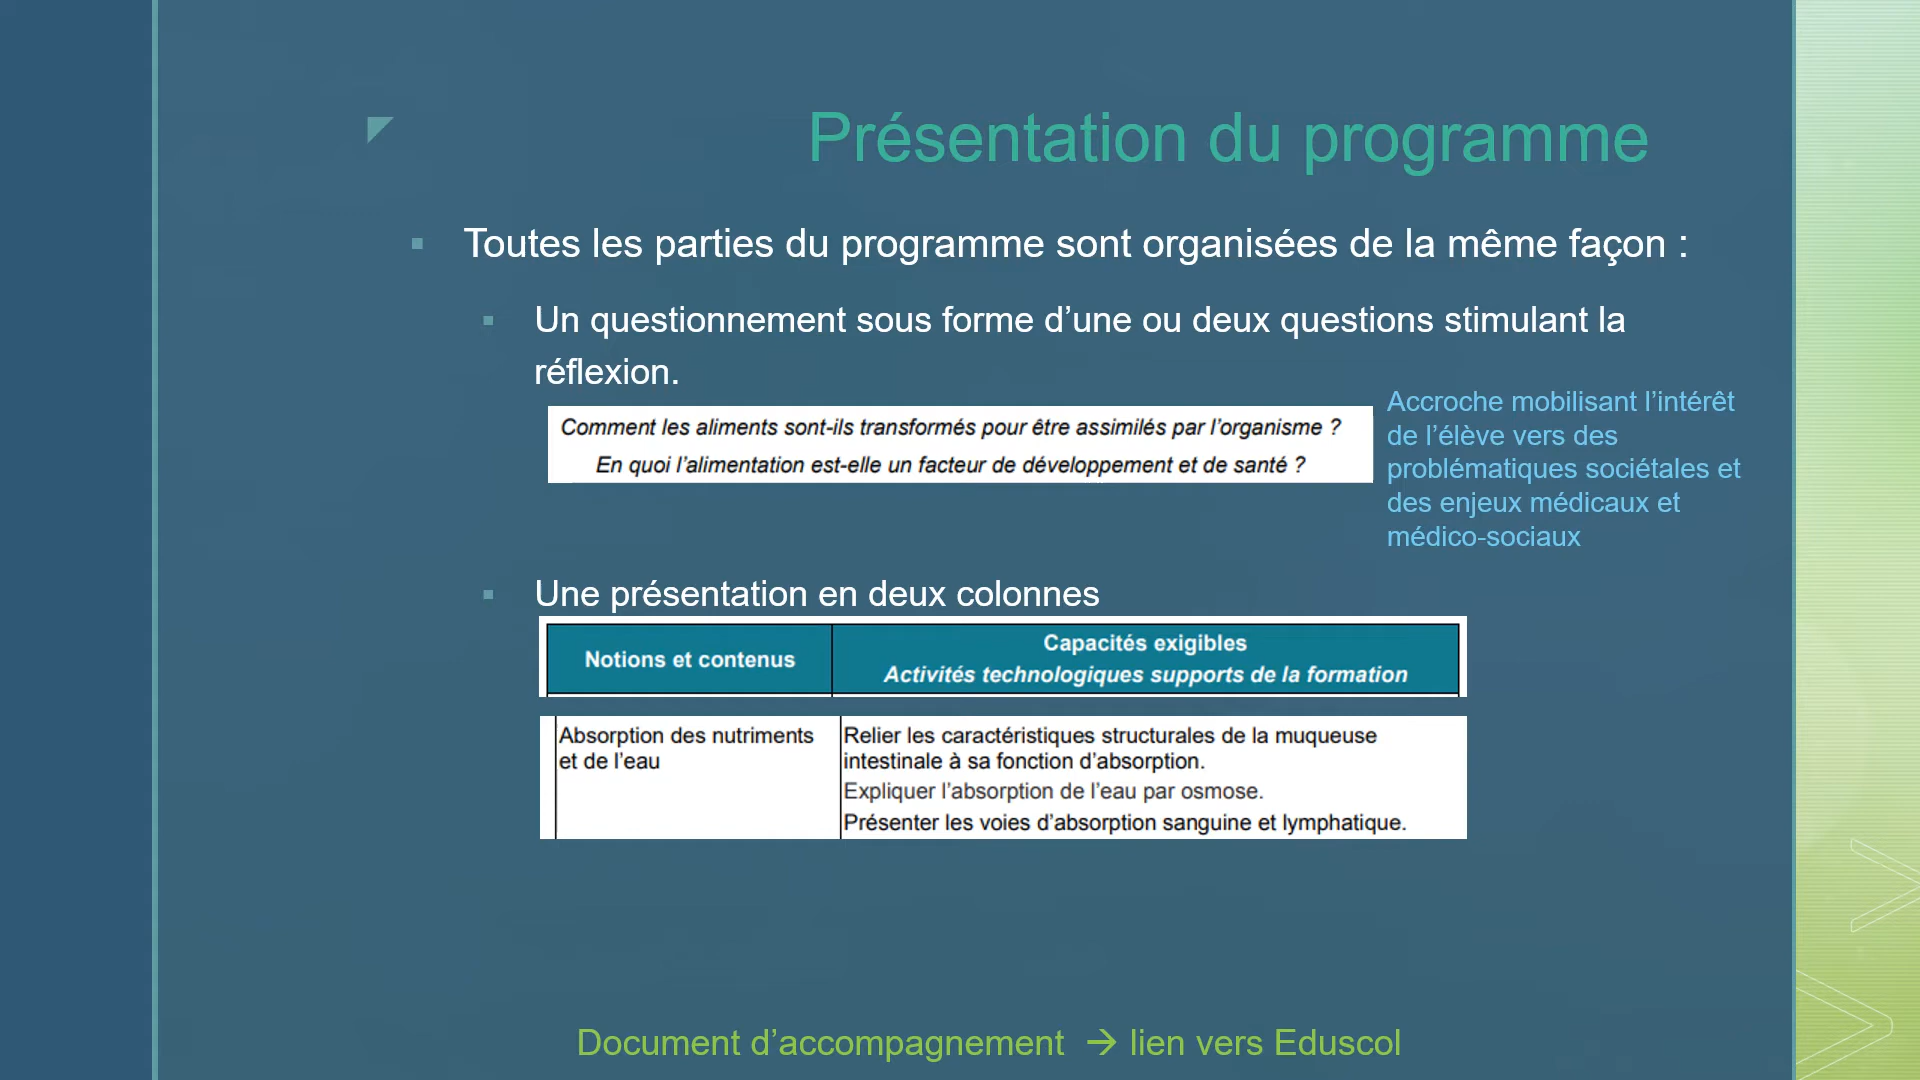 Présentation du programme
Toutes les parties du programme sont organisées de la même façon :
Un questionnement sous forme d’une ou deux questions stimulant la
réflexion.
Comment les aliments sont-ils transformés pour être assimilés par l’organisme ?
En quoi l’alimentation est-elle un facteur de développement et de santé ?
Accroche mobilisant l’intérêt
de l’élève vers des
problématiques sociétales et
des enjeux médicaux et
médico-sociaux
Une présentation en deux colonnes
Notions et contenus
Capacités exigibles
Activités technologiques supports de la formation
Absorption des nutriments
et de l’eau
Relier les caractéristiques structurales de la muqueuse
intestinale à sa fonction d’absorption.
Expliquer l’absorption de l’eau par osmose.
Présenter les voies d’absorption sanguine et lymphatique.
Document d’accompagnement → lien vers Eduscol